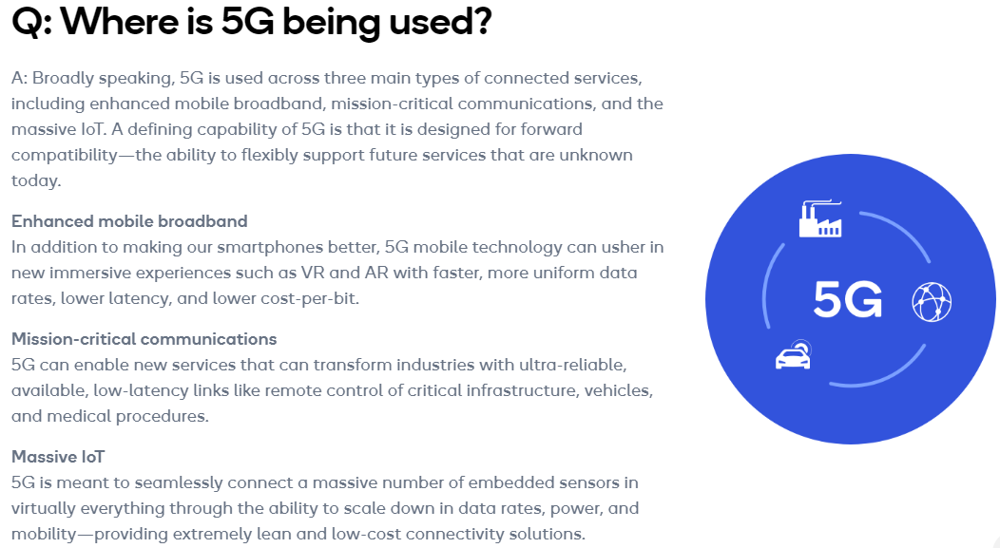 Q: Where is 5G being used?
A: Broadly speaking, 5G is used across three main types of connected services,
including enhanced mobile broadband, mission-critical communications, and the
massive IoT. A defining capability of 5G is that it is designed for forward
compatibility—the ability to flexibly support future services that are unknown
today.
Enhanced mobile broadband
In addition to making our smartphones better, 5G mobile technology can usher in
new immersive experiences such as VR and AR with faster, more uniform data
rates, lower latency, and lower cost-per-bit.
Mission-critical communications
5G can enable new services that can transform industries with ultra-reliable,
available, low-latency links like remote control of critical infrastructure, vehicles,
and medical procedures.
Massive IoT
5G is meant to seamlessly connect a massive number of embedded sensors in
virtually everything through the ability to scale down in data rates, power, and
mobility—providing extremely lean and low-cost connectivity solutions.
5G